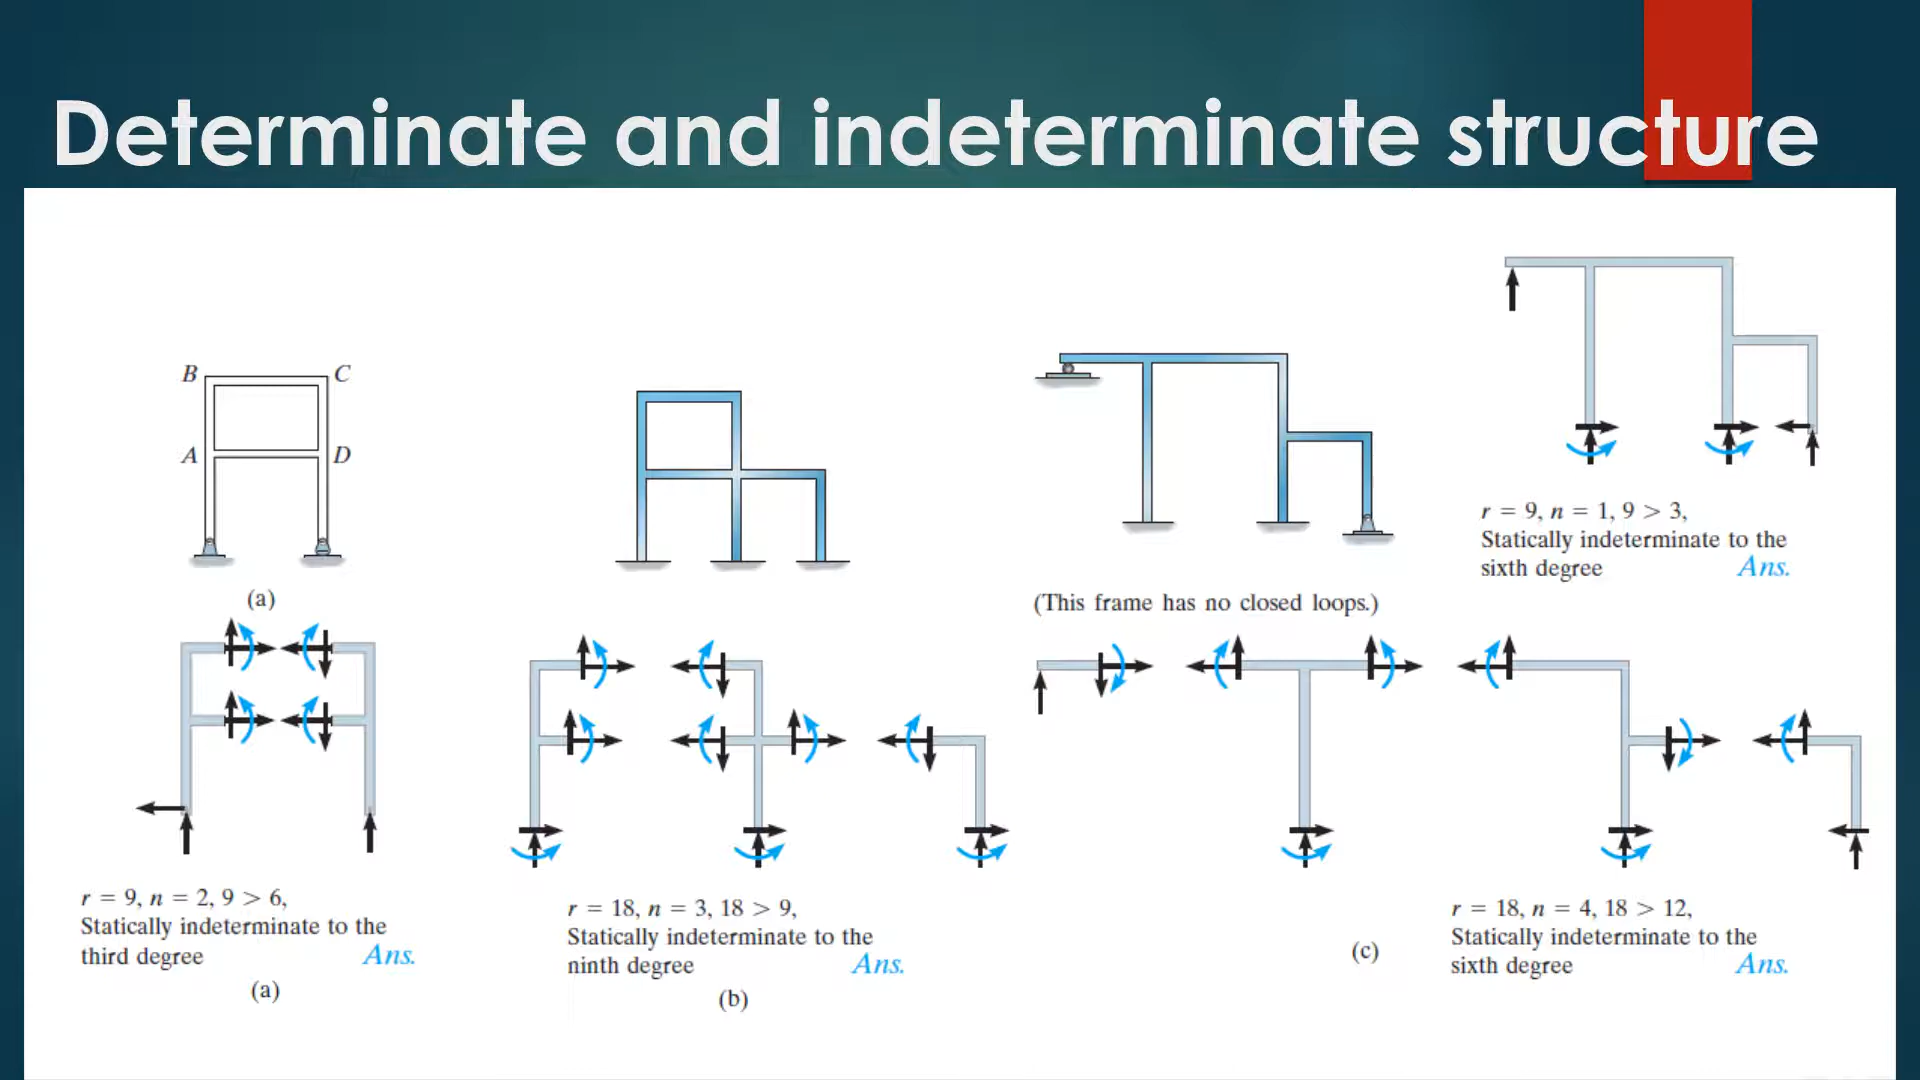 Determinate and indeterminate structure
B
C
A
D
(a)
r = 9, n = 2, 9 > 6,
Statically indeterminate to the
third degree Ans.
(a)
r = 18, n = 3, 18 > 9,
Statically indeterminate to the
ninth degree Ans.
(b)
(This frame has no closed loops.)
r = 9, n = 1, 9 > 3,
Statically indeterminate to the
sixth degree Ans.
(c)
r = 18, n = 4, 18 > 12,
Statically indeterminate to the
sixth degree Ans.